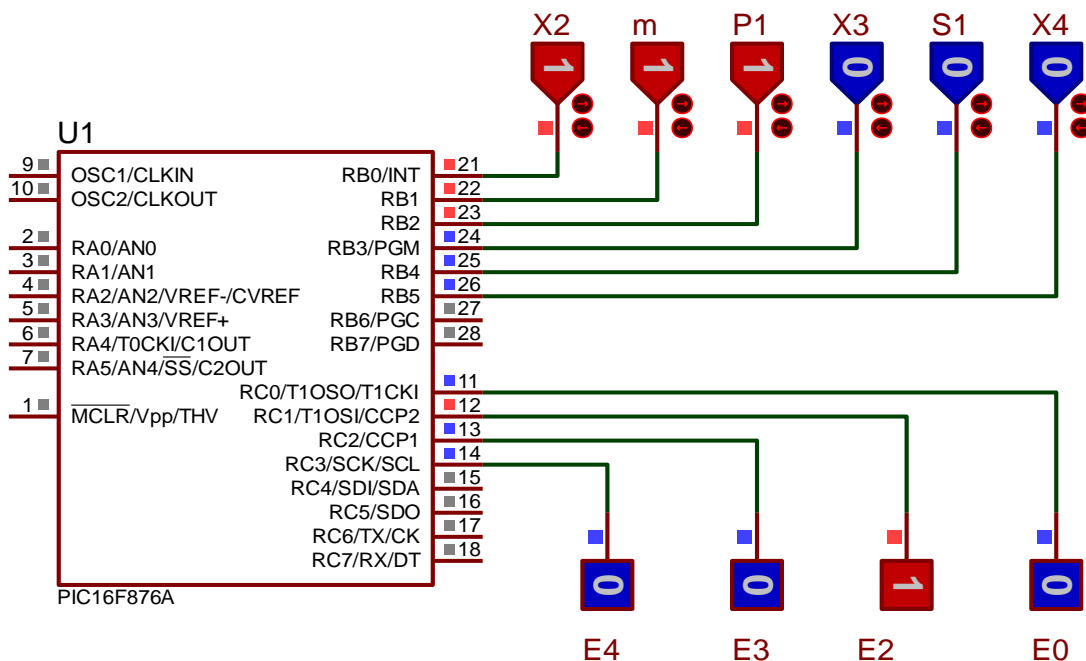 X2 m P1 X3 S1 X4
1 1 1 0 0 0
U1
9 OSC1/CLKIN RB0/INT 21
10 OSC2/CLKOUT RB1 22
RB2 23
2 RA0/AN0 RB3/PGM 24
3 RA1/AN1 RB4 25
4 RA2/AN2/VREF-/CVREF RB5 26
5 RA3/AN3/VREF+ RB6/PGC 27
6 RA4/T0CKI/C1OUT RB7/PGD 28
7 RA5/AN4/SS/C2OUT
RC0/T1OSO/T1CKI 11
1 MCLR/Vpp/THV RC1/T1OSI/CCP2 12
RC2/CCP1 13
RC3/SCK/SCL 14
RC4/SDI/SDA 15
RC5/SDO 16
RC6/TX/CK 17
RC7/RX/DT 18
PIC16F876A
0 0 1 0
E4 E3 E2 E0